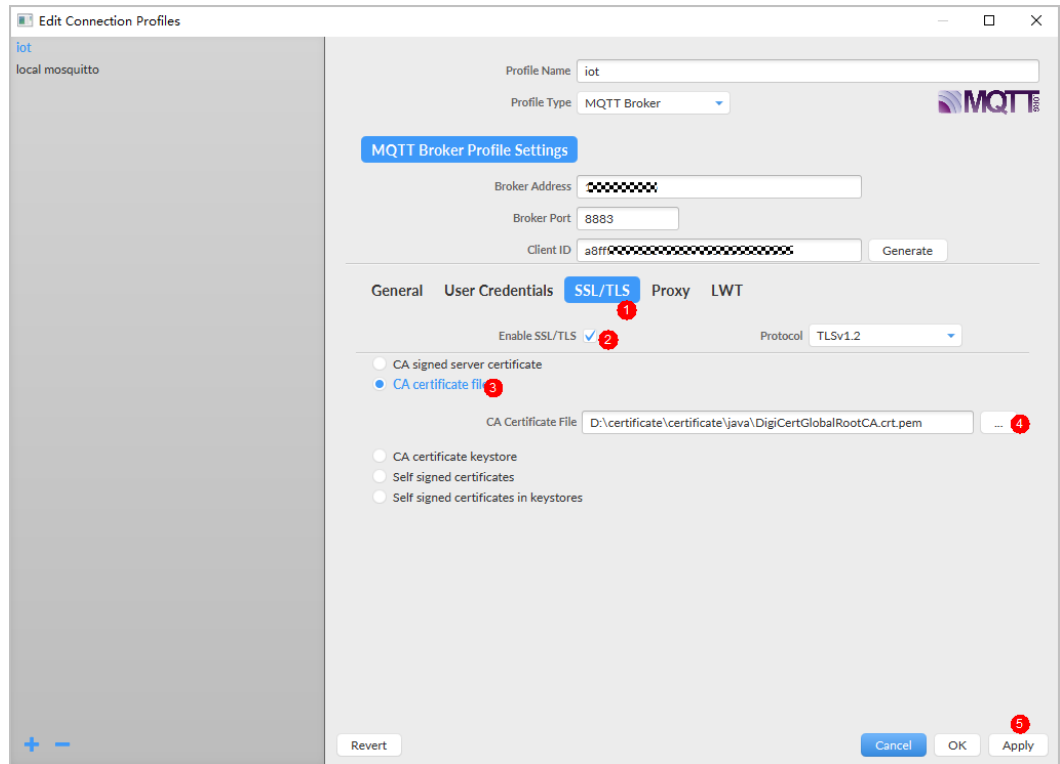 Edit Connection Profiles
iot
local mosquitto
Profile Name iot
Profile Type MQTT Broker
MQTT.ORG
MQTT Broker Profile Settings
Broker Address 1
Broker Port 8883
Client ID a8ff Generate
General User Credentials SSL/TLS Proxy LWT
1
Enable SSL/TLS 2 Protocol TLSv1.2
CA signed server certificate
CA certificate file 3
CA Certificate File D:\certificate\certificate\java\DigiCertGlobalRootCA.crt.pem ... 4
CA certificate keystore
Self signed certificates
Self signed certificates in keystores
5
Revert Cancel OK Apply